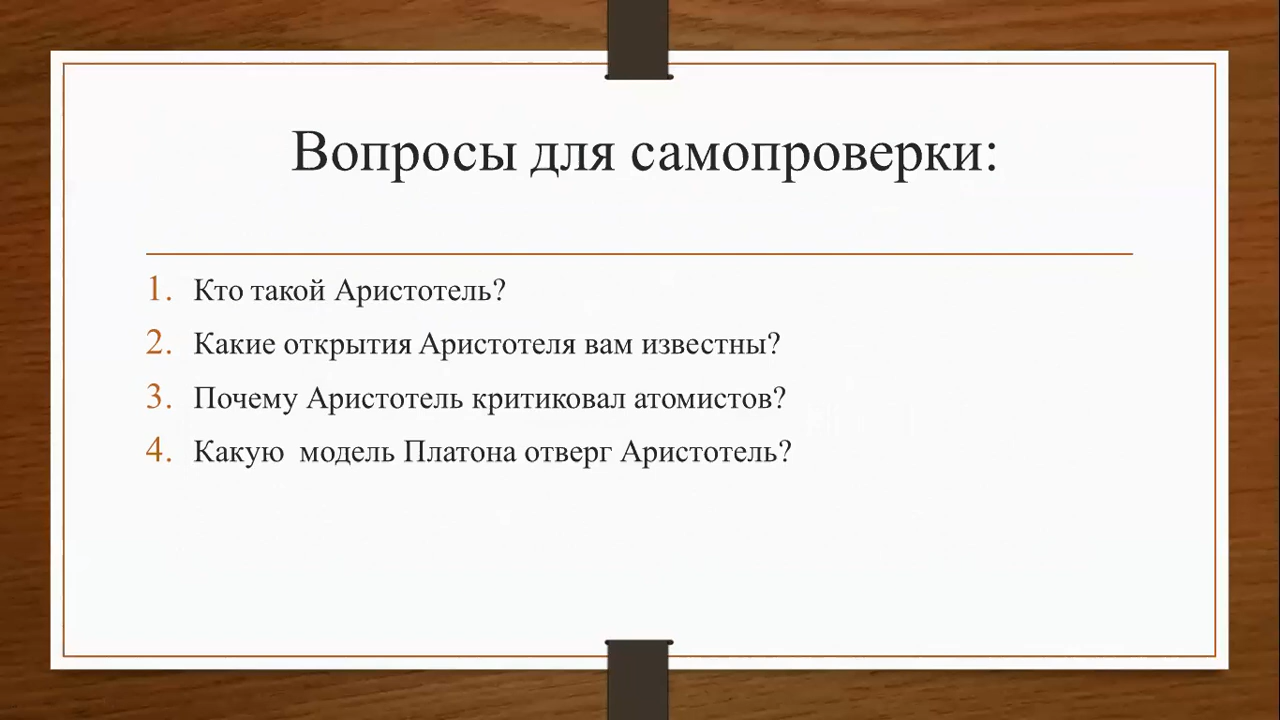 Вопросы для самопроверки:
1. Кто такой Аристотель?
2. Какие открытия Аристотеля вам известны?
3. Почему Аристотель критиковал атомистов?
4. Какую  модель Платона отверг Аристотель?